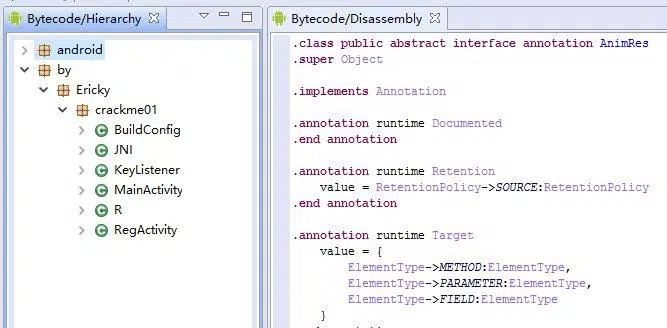 Bytecode/Hierarchy
android
by
Ericky
crackme01
BuildConfig
JNI
KeyListener
MainActivity
R
RegActivity
Bytecode/Disassembly
.class public abstract interface annotation AnimRes
.super Object
.implements Annotation
.annotation runtime Documented
.end annotation
.annotation runtime Retention
value = RetentionPolicy->SOURCE:RetentionPolicy
.end annotation
.annotation runtime Target
value = {
ElementType->METHOD:ElementType,
ElementType->PARAMETER:ElementType,
ElementType->FIELD:ElementType
}